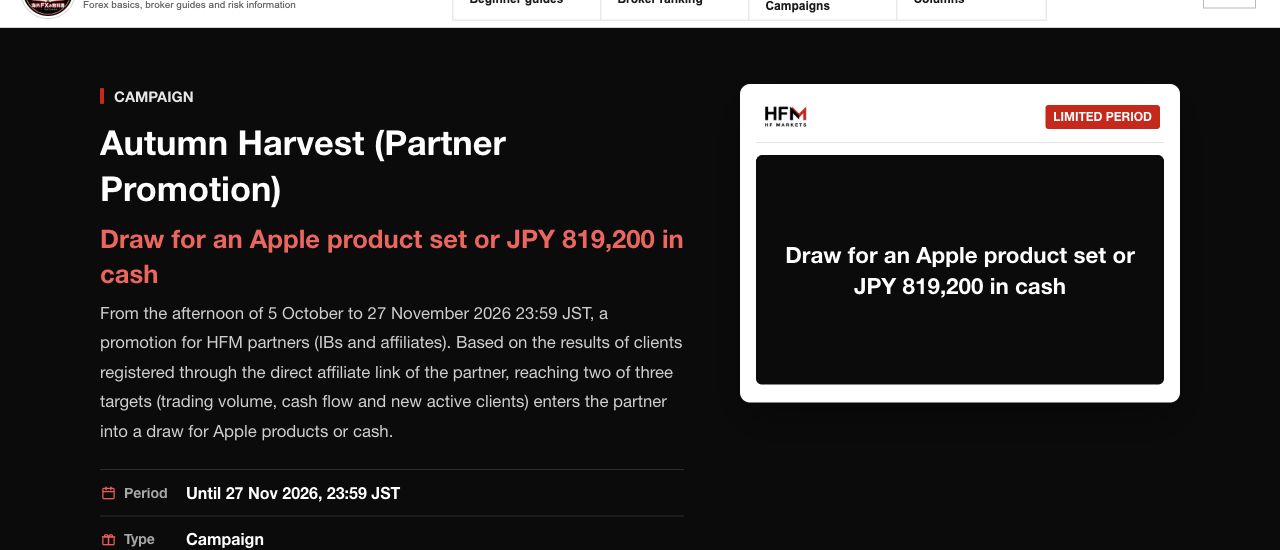 Forex basics, broker guides and risk information
Beginner guides
Broker ranking
Campaigns
Columns
CAMPAIGN
Autumn Harvest (Partner
Promotion)
Draw for an Apple product set or JPY 819,200 in
cash
From the afternoon of 5 October to 27 November 2026 23:59 JST, a
promotion for HFM partners (IBs and affiliates). Based on the results of clients
registered through the direct affiliate link of the partner, reaching two of three
targets (trading volume, cash flow and new active clients) enters the partner
into a draw for Apple products or cash.
Period Until 27 Nov 2026, 23:59 JST
Type Campaign
HFM
HF MARKETS
LIMITED PERIOD
Draw for an Apple product set or
JPY 819,200 in cash